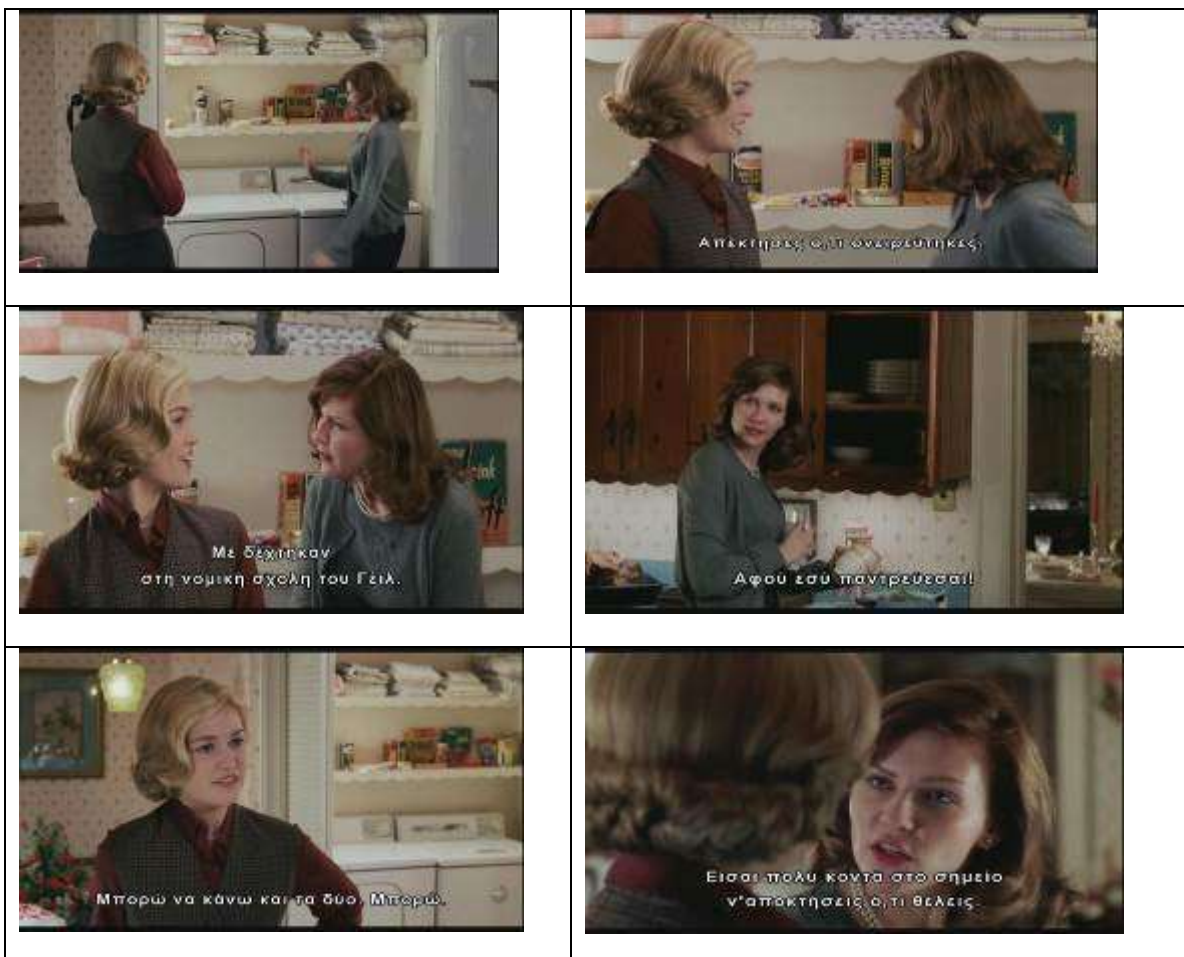 Απέκτησες ό,τι ονειρεύτηκες.
Με δέχτηκαν
στη νομική σχολή του Γέιλ.
Αφού εσύ παντρεύεσαι!
Μπορώ να κάνω και τα δύο. Μπορώ.
Είσαι πολύ κοντά στο σημείο
ν'αποκτήσεις ό,τι θέλεις.